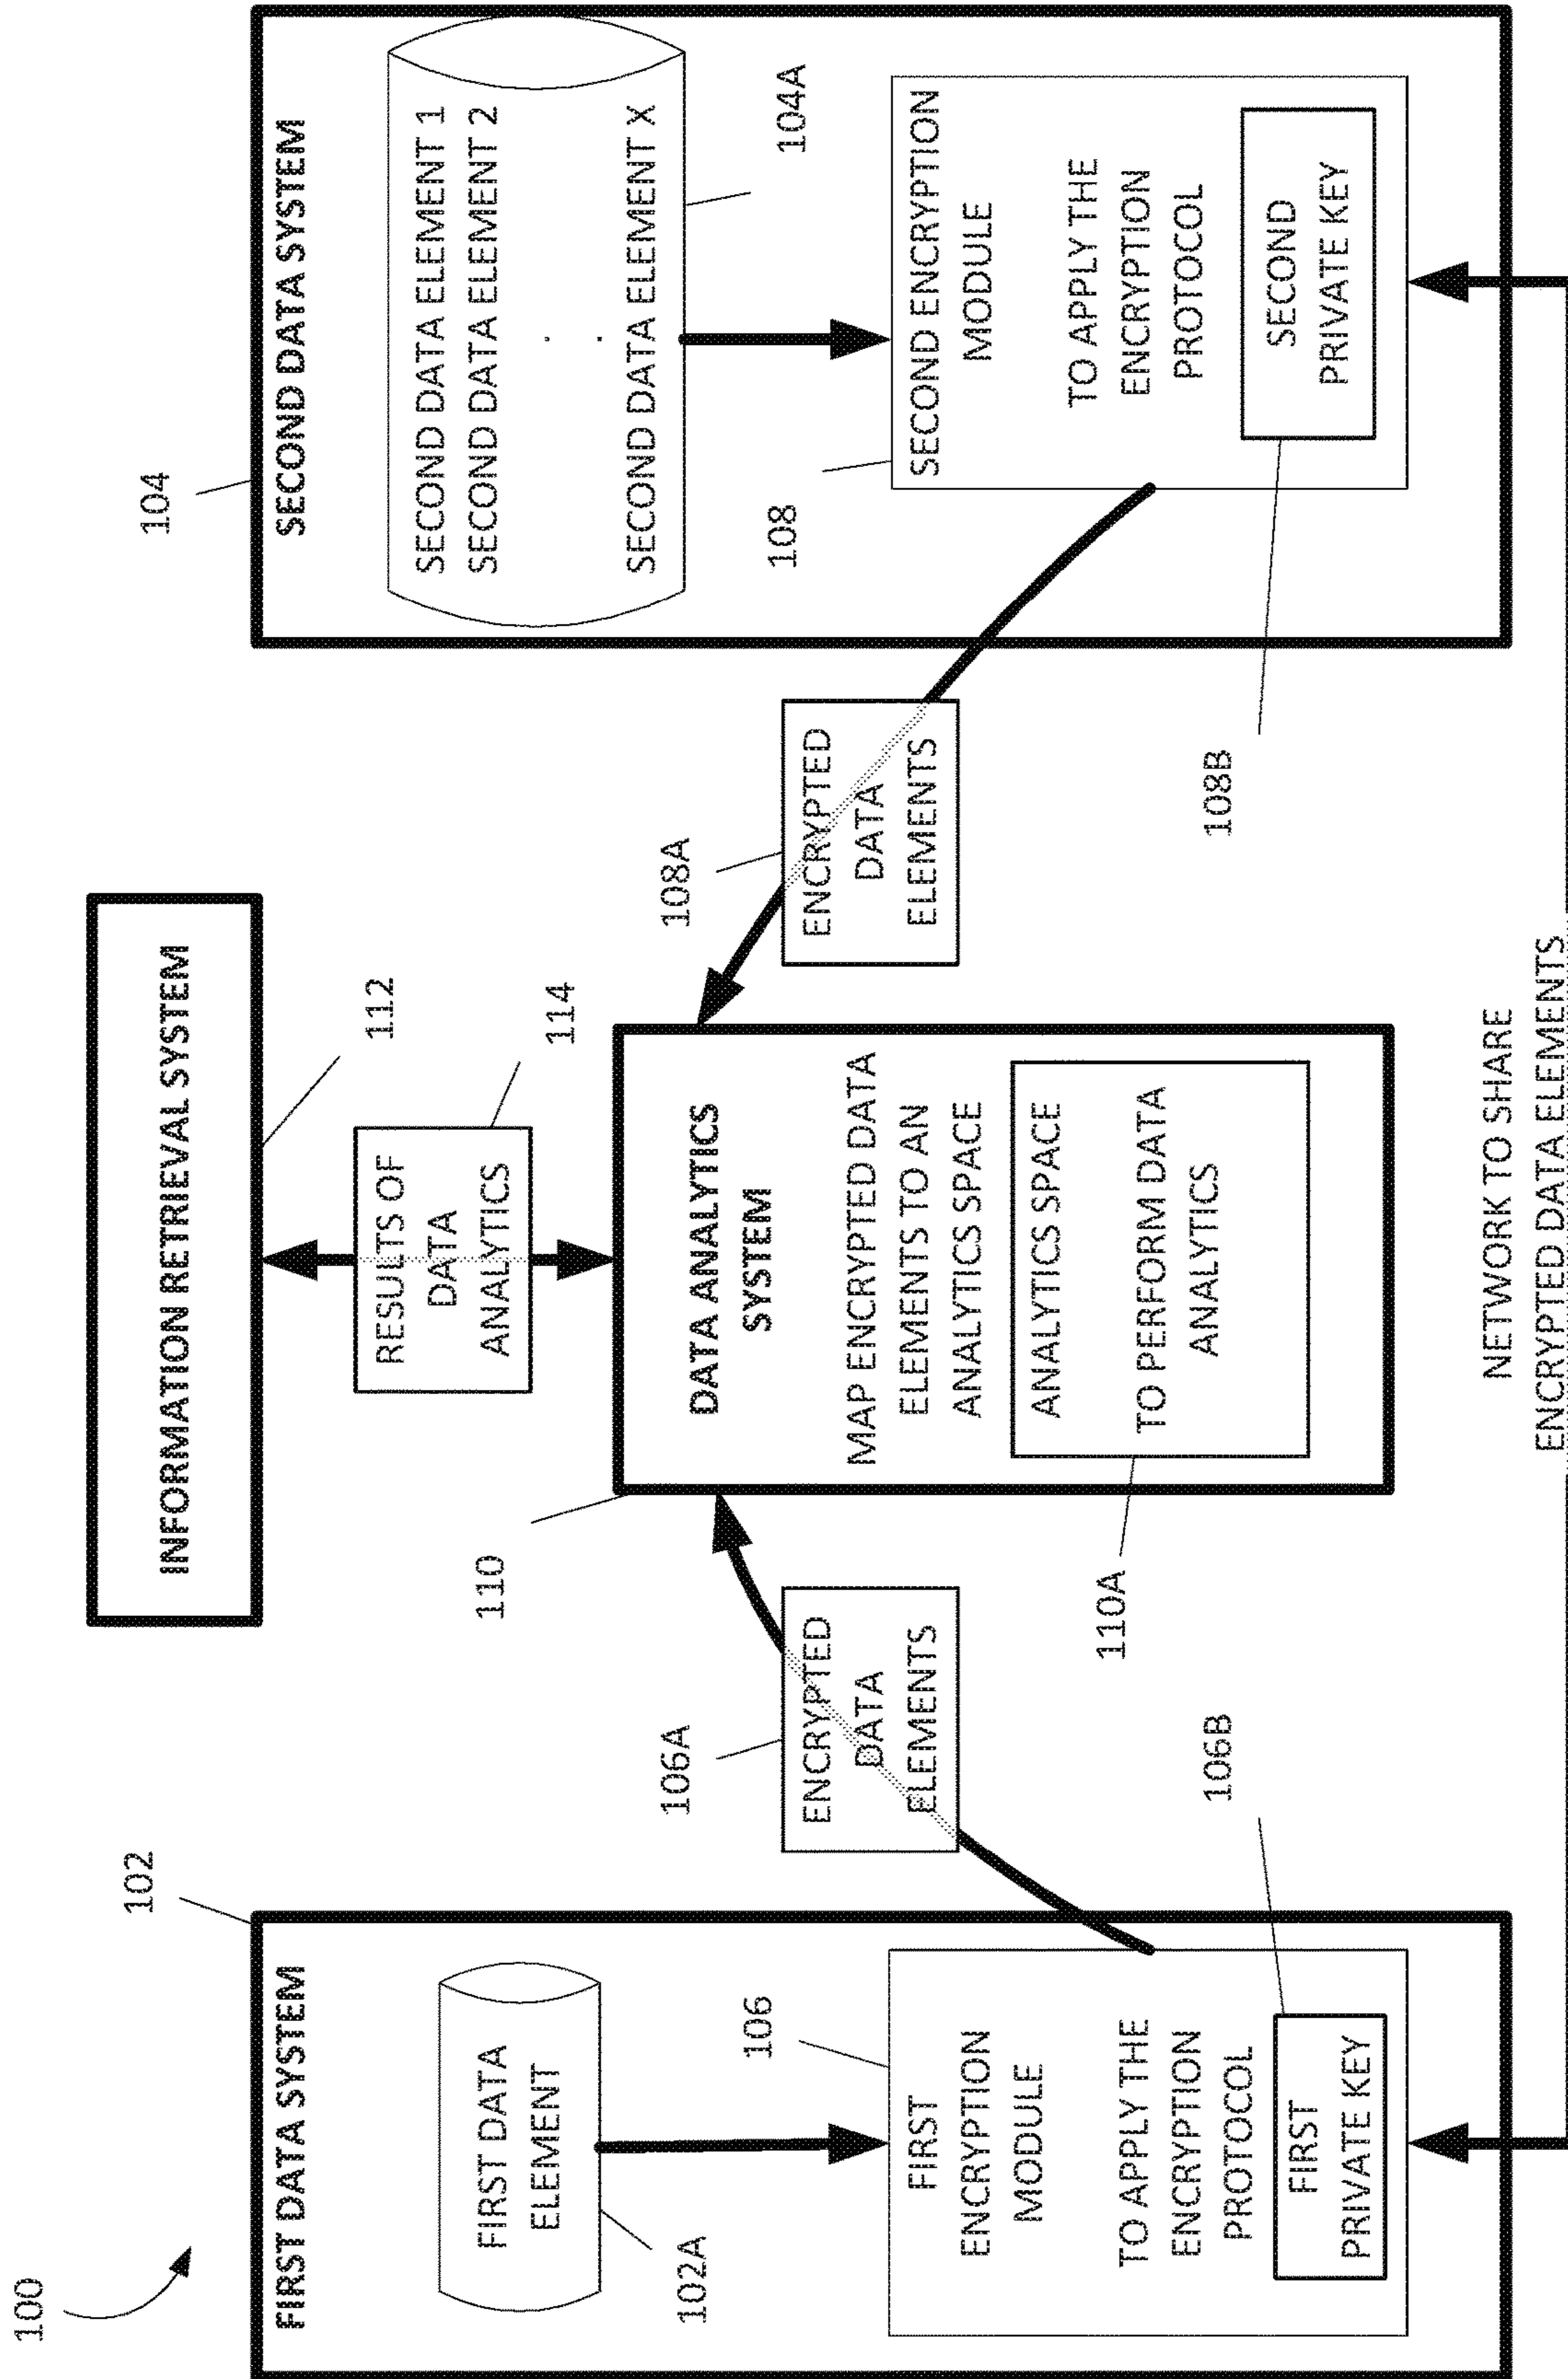 100
102
FIRST DATA SYSTEM
FIRST DATA
ELEMENT
102A
106
FIRST
ENCRYPTION
MODULE
TO APPLY THE
ENCRYPTION
PROTOCOL
FIRST
PRIVATE KEY
106B
106A
ENCRYPTED
DATA
ELEMENTS
INFORMATION RETRIEVAL SYSTEM
112
RESULTS OF
DATA
ANALYTICS
114
110
DATA ANALYTICS
SYSTEM
MAP ENCRYPTED DATA
ELEMENTS TO AN
ANALYTICS SPACE
ANALYTICS SPACE
TO PERFORM DATA
ANALYTICS
110A
108A
ENCRYPTED
DATA
ELEMENTS
104
SECOND DATA SYSTEM
SECOND DATA ELEMENT 1
SECOND DATA ELEMENT 2
.
.
SECOND DATA ELEMENT X
104A
108
SECOND ENCRYPTION
MODULE
TO APPLY THE
ENCRYPTION
PROTOCOL
SECOND
PRIVATE KEY
108B
NETWORK TO SHARE
ENCRYPTED DATA ELEMENTS